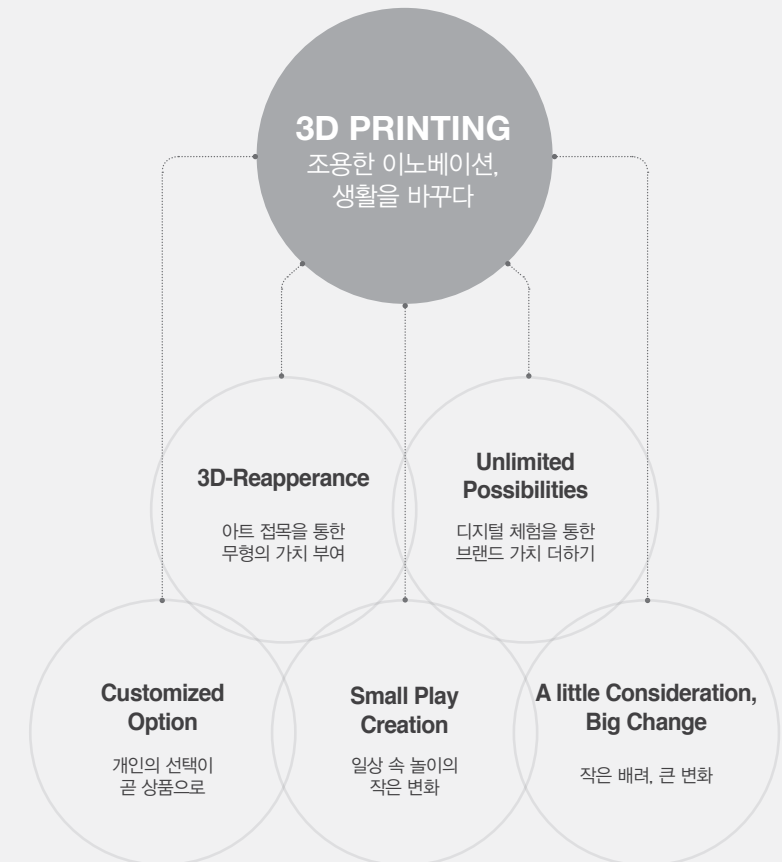 3D PRINTING
조용한 이노베이션,
생활을 바꾸다
3D-Reapperance
아트 접목을 통한
무형의 가치 부여
Unlimited
Possibilities
디지털 체험을 통한
브랜드 가치 더하기
Customized
Option
개인의 선택이
곧 상품으로
Small Play
Creation
일상 속 놀이의
작은 변화
A little Consideration,
Big Change
작은 배려, 큰 변화